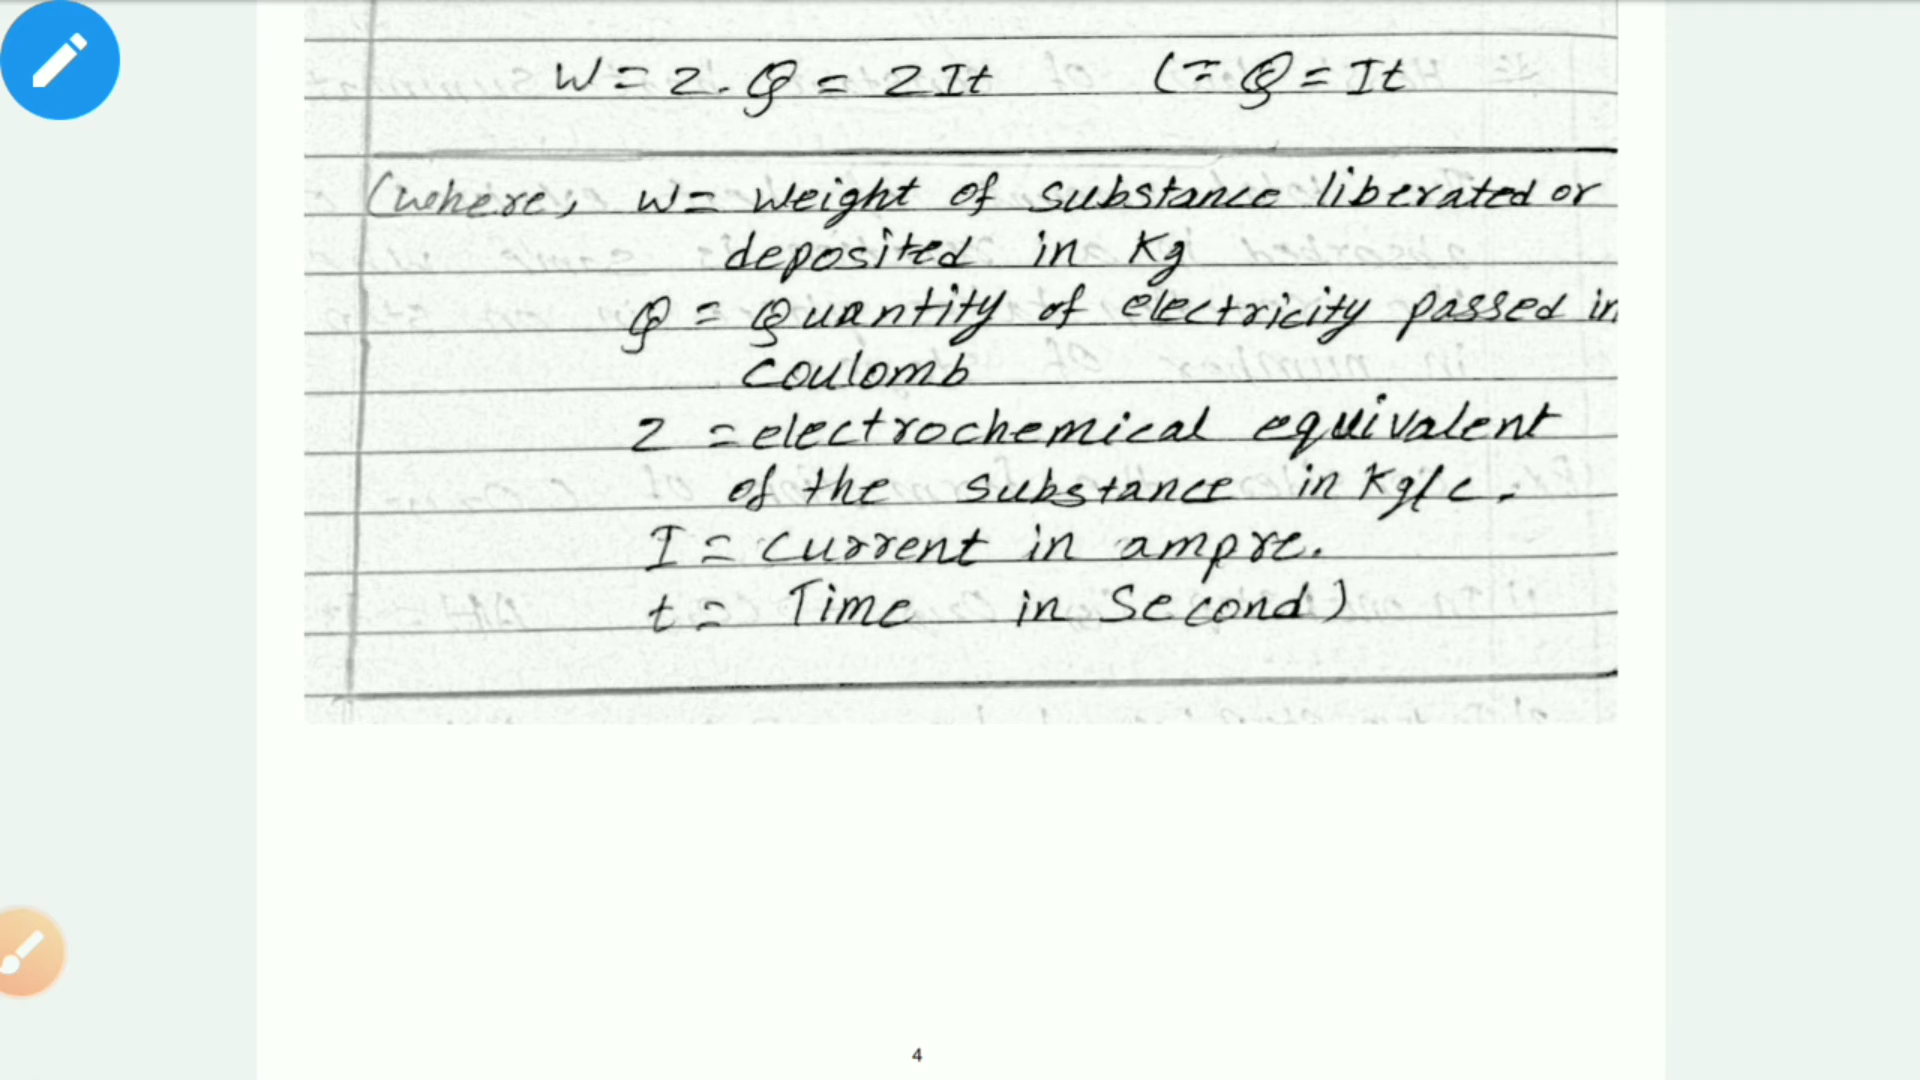 W = Z. Q = ZIt (∵ Q = It
(where, W = Weight of substance liberated or
deposited in Kg
Q = Quantity of electricity passed in
Coulomb
Z = electrochemical equivalent
of the substance in Kg/c.
I = Current in ampre.
t = Time in Second)
4